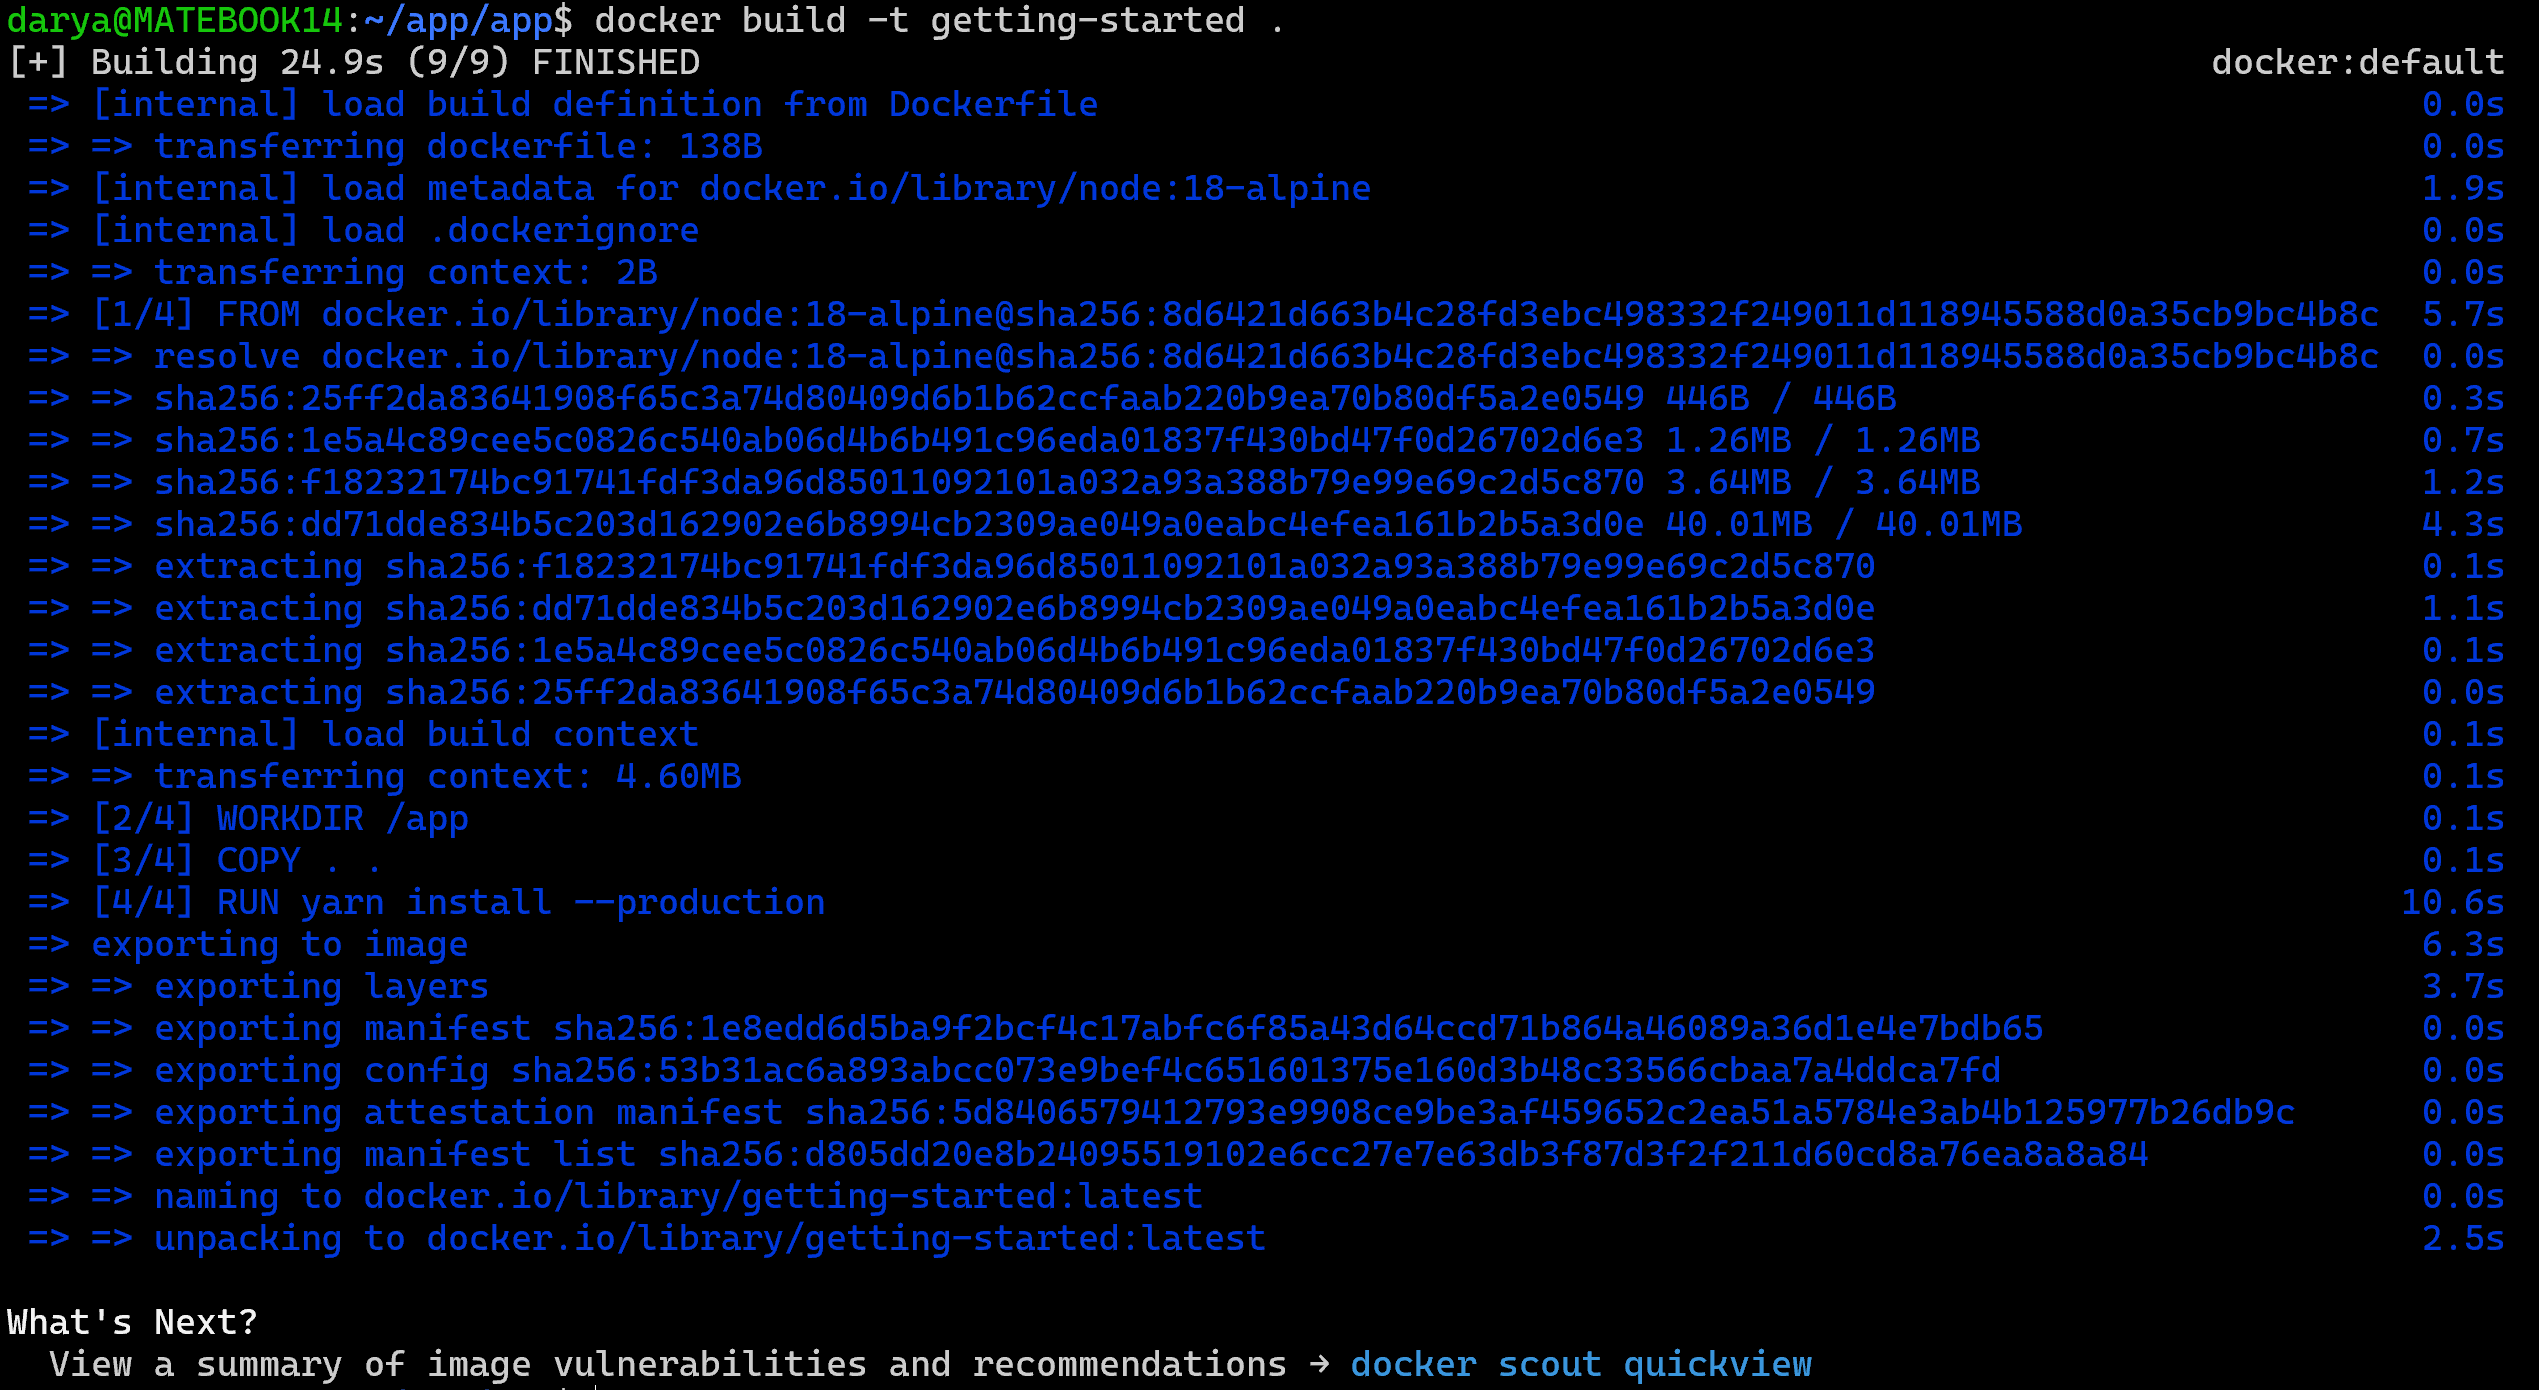 darya@MATEBOOK14:~/app/app$ docker build -t getting-started .
[+] Building 24.9s (9/9) FINISHED docker:default
=> [internal] load build definition from Dockerfile 0.0s
=> => transferring dockerfile: 138B 0.0s
=> [internal] load metadata for docker.io/library/node:18-alpine 1.9s
=> [internal] load .dockerignore 0.0s
=> => transferring context: 2B 0.0s
=> [1/4] FROM docker.io/library/node:18-alpine@sha256:8d6421d663b4c28fd3ebc498332f249011d118945588d0a35cb9bc4b8c 5.7s
=> => resolve docker.io/library/node:18-alpine@sha256:8d6421d663b4c28fd3ebc498332f249011d118945588d0a35cb9bc4b8c 0.0s
=> => sha256:25ff2da83641908f65c3a74d80409d6b1b62ccfaab220b9ea70b80df5a2e0549 446B / 446B 0.3s
=> => sha256:1e5a4c89cee5c0826c540ab06d4b6b491c96eda01837f430bd47f0d26702d6e3 1.26MB / 1.26MB 0.7s
=> => sha256:f18232174bc91741fdf3da96d85011092101a032a93a388b79e99e69c2d5c870 3.64MB / 3.64MB 1.2s
=> => sha256:dd71dde834b5c203d162902e6b8994cb2309ae049a0eabc4efea161b2b5a3d0e 40.01MB / 40.01MB 4.3s
=> => extracting sha256:f18232174bc91741fdf3da96d85011092101a032a93a388b79e99e69c2d5c870 0.1s
=> => extracting sha256:dd71dde834b5c203d162902e6b8994cb2309ae049a0eabc4efea161b2b5a3d0e 1.1s
=> => extracting sha256:1e5a4c89cee5c0826c540ab06d4b6b491c96eda01837f430bd47f0d26702d6e3 0.1s
=> => extracting sha256:25ff2da83641908f65c3a74d80409d6b1b62ccfaab220b9ea70b80df5a2e0549 0.0s
=> [internal] load build context 0.1s
=> => transferring context: 4.60MB 0.1s
=> [2/4] WORKDIR /app 0.1s
=> [3/4] COPY . . 0.1s
=> [4/4] RUN yarn install --production 10.6s
=> exporting to image 6.3s
=> => exporting layers 3.7s
=> => exporting manifest sha256:1e8edd6d5ba9f2bcf4c17abfc6f85a43d64ccd71b864a46089a36d1e4e7bdb65 0.0s
=> => exporting config sha256:53b31ac6a893abcc073e9bef4c651601375e160d3b48c33566cbaa7a4ddca7fd 0.0s
=> => exporting attestation manifest sha256:5d8406579412793e9908ce9be3af459652c2ea51a5784e3ab4b125977b26db9c 0.0s
=> => exporting manifest list sha256:d805dd20e8b24095519102e6cc27e7e63db3f87d3f2f211d60cd8a76ea8a8a84 0.0s
=> => naming to docker.io/library/getting-started:latest 0.0s
=> => unpacking to docker.io/library/getting-started:latest 2.5s
What's Next?
View a summary of image vulnerabilities and recommendations → docker scout quickview